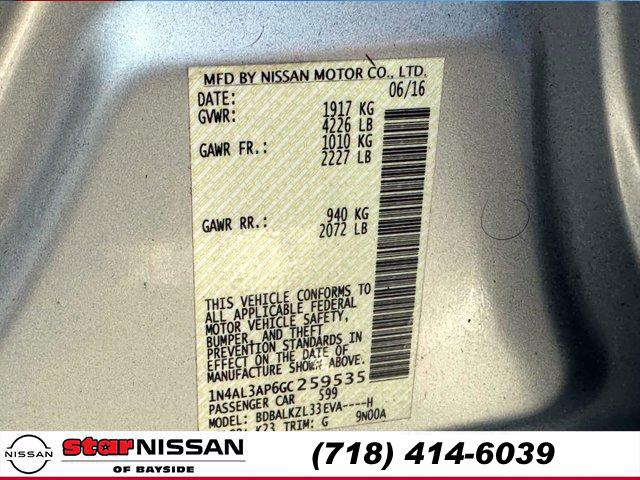 MFD BY NISSAN MOTOR CO., LTD.
DATE: 06/16
GVWR: 1917 KG
4226 LB
GAWR FR.: 1010 KG
2227 LB
GAWR RR.: 940 KG
2072 LB
THIS VEHICLE CONFORMS TO
ALL APPLICABLE FEDERAL
MOTOR VEHICLE SAFETY,
BUMPER, AND THEFT
PREVENTION STANDARDS IN
EFFECT ON THE DATE OF
MANUFACTURE SHOWN ABOVE.
1N4AL3AP6GC259535
PASSENGER CAR 599
MODEL: BDBALKZL33EVA----H
K23 TRIM: G 9N00A
NISSAN
star NISSAN
OF BAYSIDE
(718) 414-6039